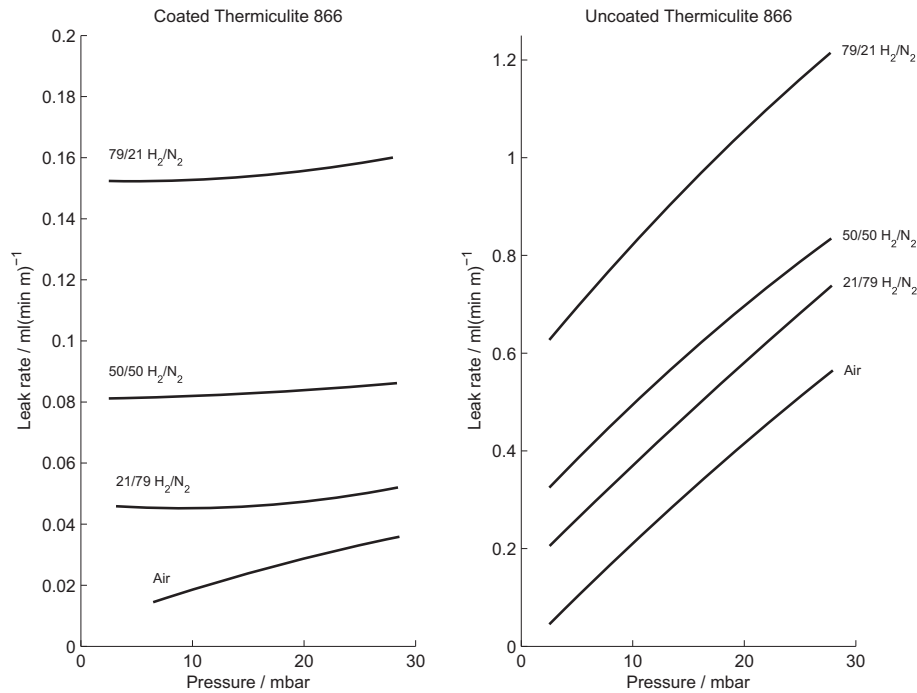 Coated Thermiculite 866
0.2
0.18
0.16
0.14
0.12
0.1
0.08
0.06
0.04
0.02
0
Leak rate / ml(min m)⁻¹
79/21 H₂/N₂
50/50 H₂/N₂
21/79 H₂/N₂
Air
0 10 20 30
Pressure / mbar
Uncoated Thermiculite 866
1.2
1
0.8
0.6
0.4
0.2
0
Leak rate / ml(min m)⁻¹
79/21 H₂/N₂
50/50 H₂/N₂
21/79 H₂/N₂
Air
0 10 20 30
Pressure / mbar